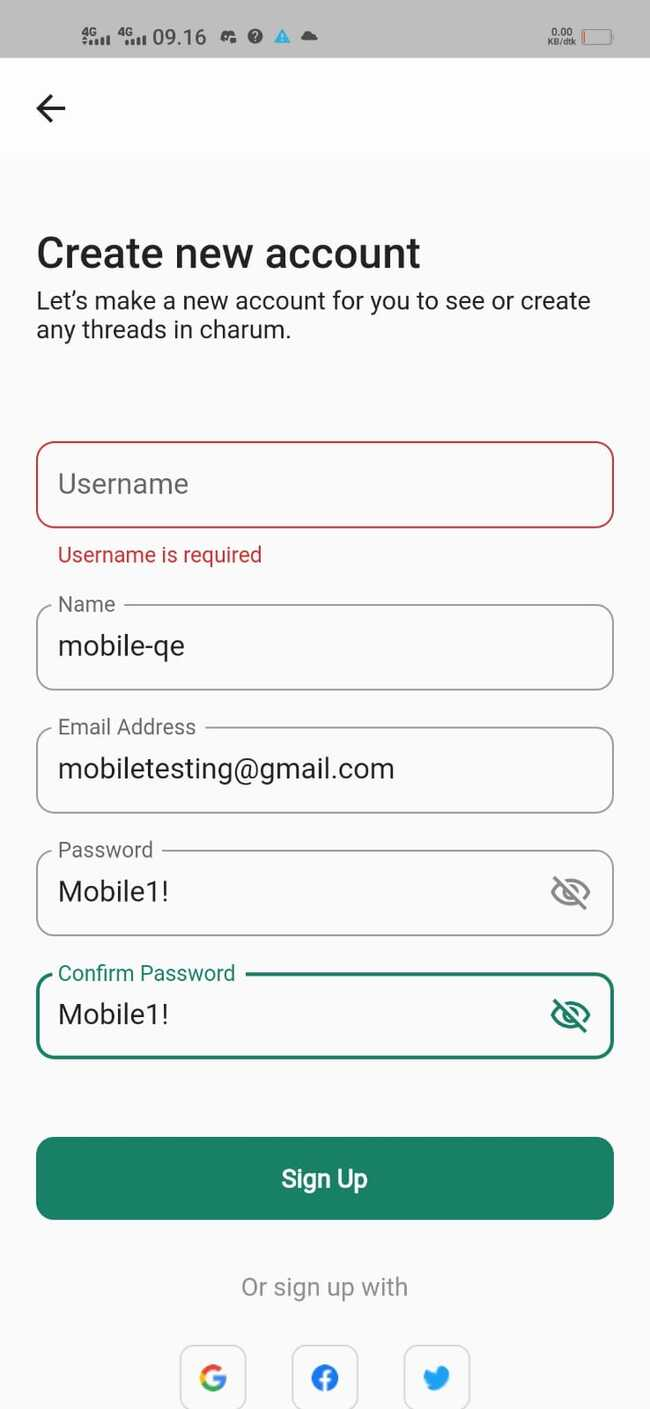 4G 4G 09.16 0.00 KB/dtk
Create new account
Let’s make a new account for you to see or create
any threads in charum.
Username
Username is required
Name
mobile-qe
Email Address
mobiletesting@gmail.com
Password
Mobile1!
Confirm Password
Mobile1!
Sign Up
Or sign up with